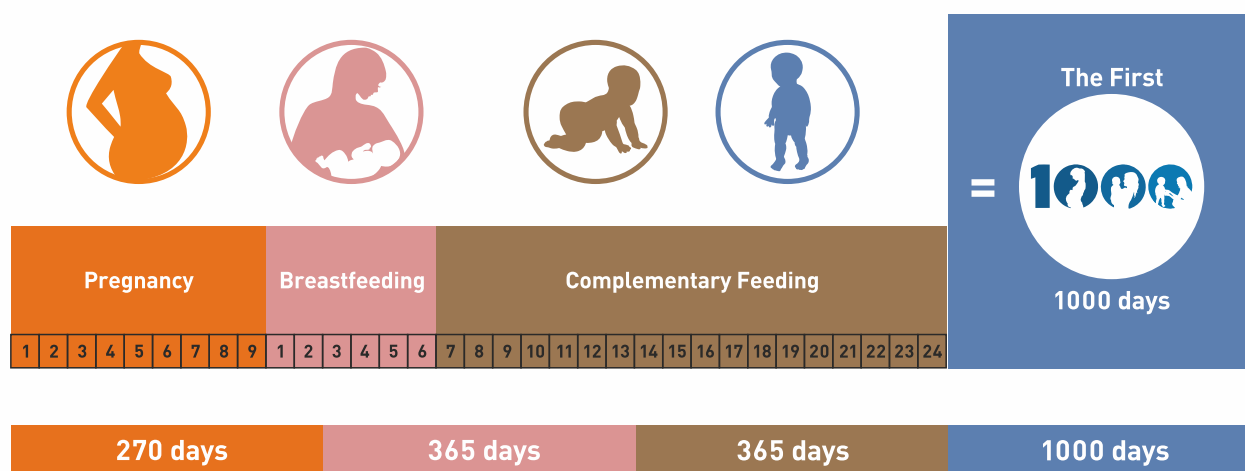 The First
=
1000
1000 days
Pregnancy
Breastfeeding
Complementary Feeding
1 2 3 4 5 6 7 8 9 1 2 3 4 5 6 7 8 9 10 11 12 13 14 15 16 17 18 19 20 21 22 23 24
270 days 365 days 365 days 1000 days